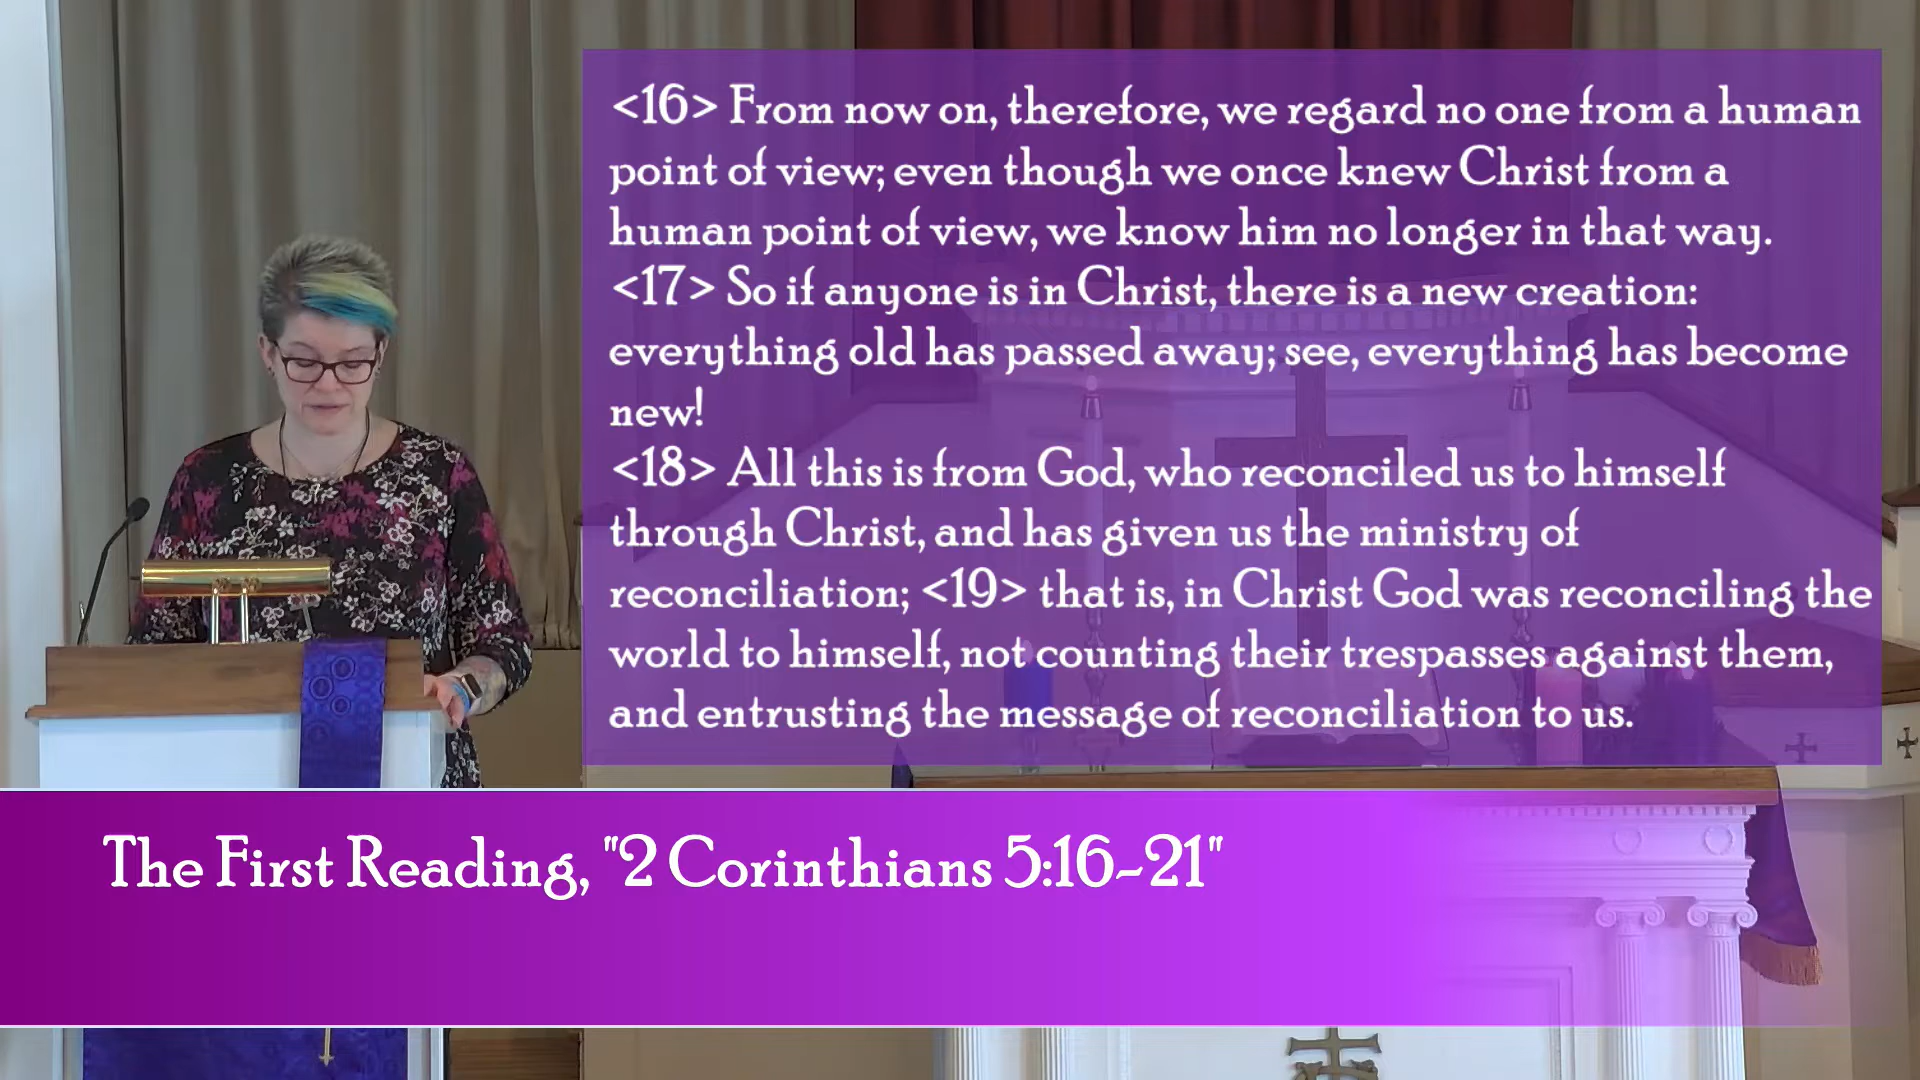 <16> From now on, therefore, we regard no one from a human
point of view; even though we once knew Christ from a
human point of view, we know him no longer in that way.
<17> So if anyone is in Christ, there is a new creation:
everything old has passed away; see, everything has become
new!
<18> All this is from God, who reconciled us to himself
through Christ, and has given us the ministry of
reconciliation; <19> that is, in Christ God was reconciling the
world to himself, not counting their trespasses against them,
and entrusting the message of reconciliation to us.
The First Reading, "2 Corinthians 5:16-21"